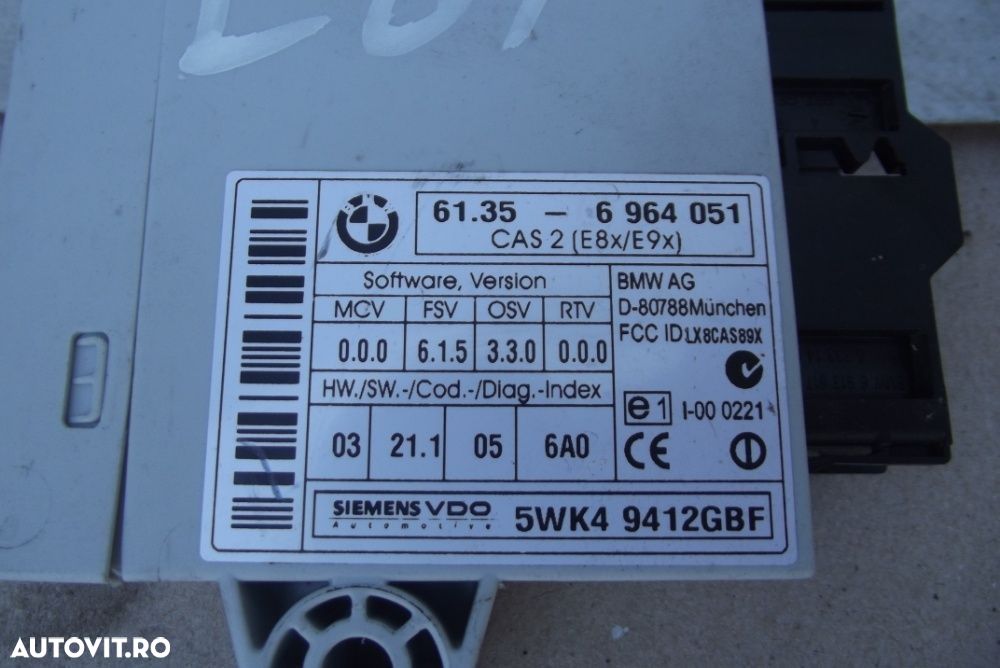 BMW
61.35 - 6 964 051
CAS 2 (E8x/E9x)
Software, Version
MCV FSV OSV RTV
0.0.0 6.1.5 3.3.0 0.0.0
HW./SW.-/Cod.-/Diag.-Index
03 21.1 05 6A0
BMW AG
D-80788München
FCC ID:LX8CAS89X
e1 I-00 0221
CE
SIEMENS VDO
Automotive
5WK4 9412GBF
AUTOVIT.RO